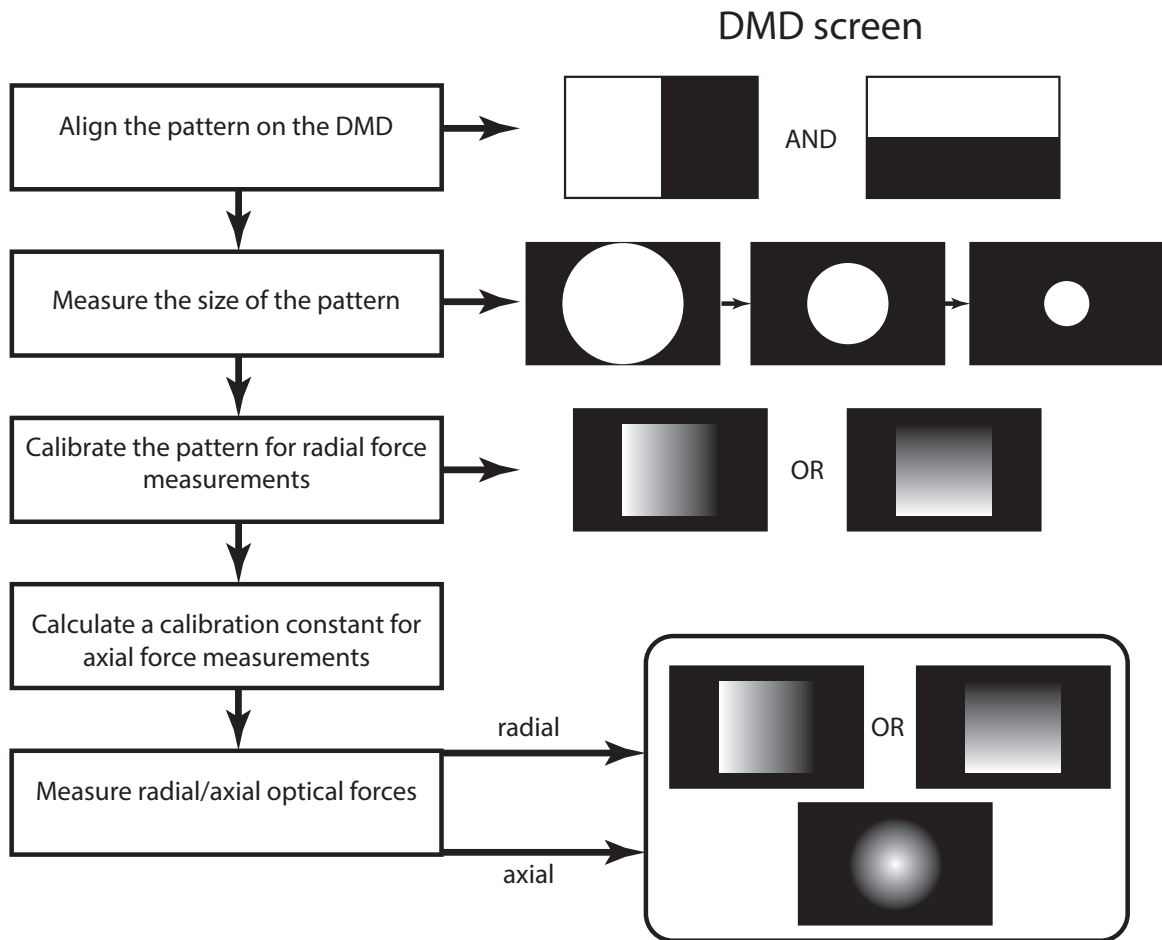 DMD screen
Align the pattern on the DMD
AND
Measure the size of the pattern
Calibrate the pattern for radial force
measurements
OR
Calculate a calibration constant for
axial force measurements
radial
OR
Measure radial/axial optical forces
axial